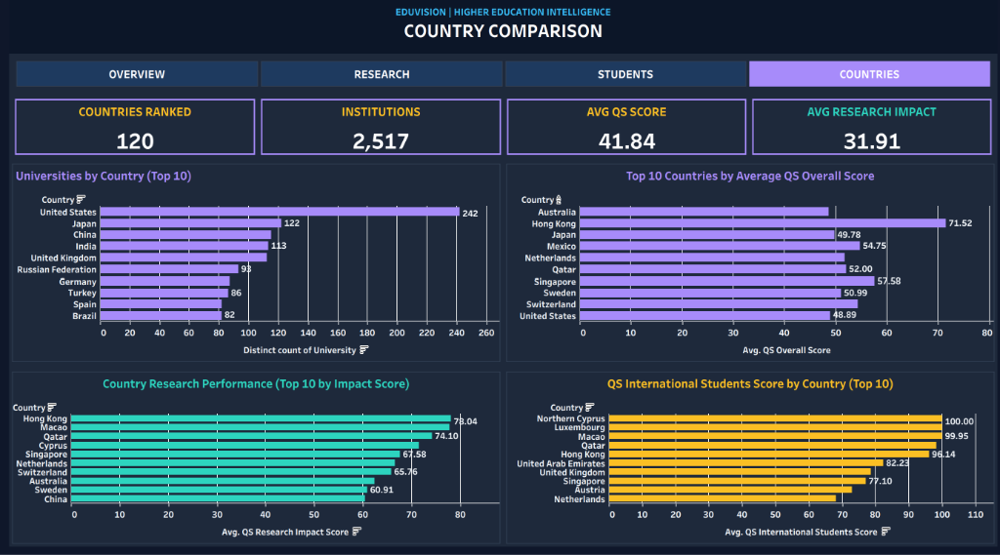 EDUVISION | HIGHER EDUCATION INTELLIGENCE
COUNTRY COMPARISON
OVERVIEW
RESEARCH
STUDENTS
COUNTRIES
COUNTRIES RANKED
120
INSTITUTIONS
2,517
AVG QS SCORE
41.84
AVG RESEARCH IMPACT
31.91
Universities by Country (Top 10)
Country
United States 242
Japan 122
China
India 113
United Kingdom
Russian Federation 93
Germany
Turkey 86
Spain
Brazil 82
0 20 40 60 80 100 120 140 160 180 200 220 240 260
Distinct count of University
Top 10 Countries by Average QS Overall Score
Country
Australia
Hong Kong 71.52
Japan 49.78
Mexico 54.75
Netherlands
Qatar 52.00
Singapore 57.58
Sweden 50.99
Switzerland
United States 48.89
0 10 20 30 40 50 60 70 80
Avg. QS Overall Score
Country Research Performance (Top 10 by Impact Score)
Country
Hong Kong 78.04
Macao
Qatar 74.10
Cyprus
Singapore 67.58
Netherlands
Switzerland 65.76
Australia
Sweden 60.91
China
0 10 20 30 40 50 60 70 80
Avg. QS Research Impact Score
QS International Students Score by Country (Top 10)
Country
Northern Cyprus 100.00
Luxembourg
Macao 99.95
Qatar
Hong Kong 96.14
United Arab Emirates 82.23
United Kingdom
Singapore 77.10
Austria
Netherlands
0 10 20 30 40 50 60 70 80 90 100 110
Avg. QS International Students Score